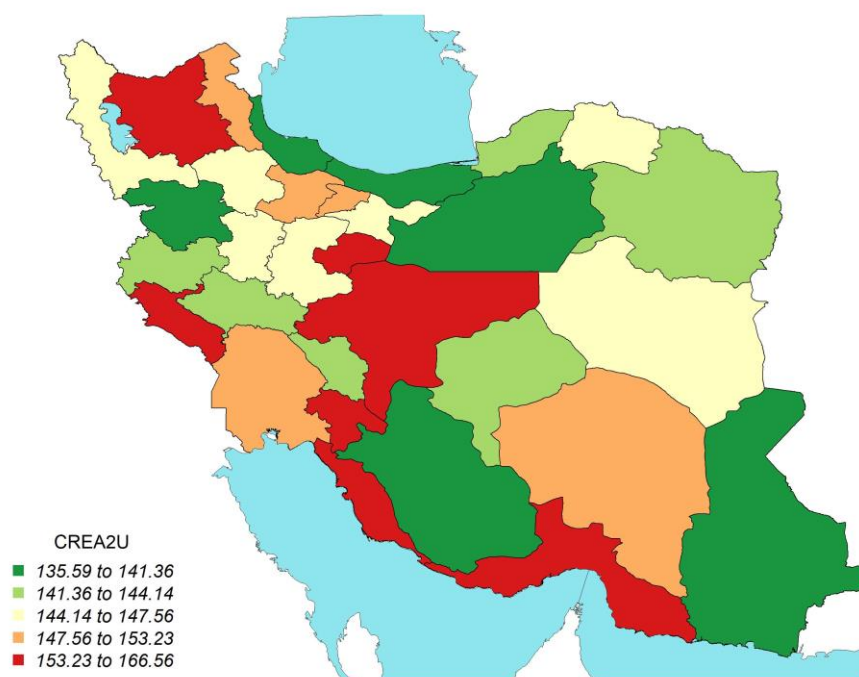 CREA2U
135.59 to 141.36
141.36 to 144.14
144.14 to 147.56
147.56 to 153.23
153.23 to 166.56